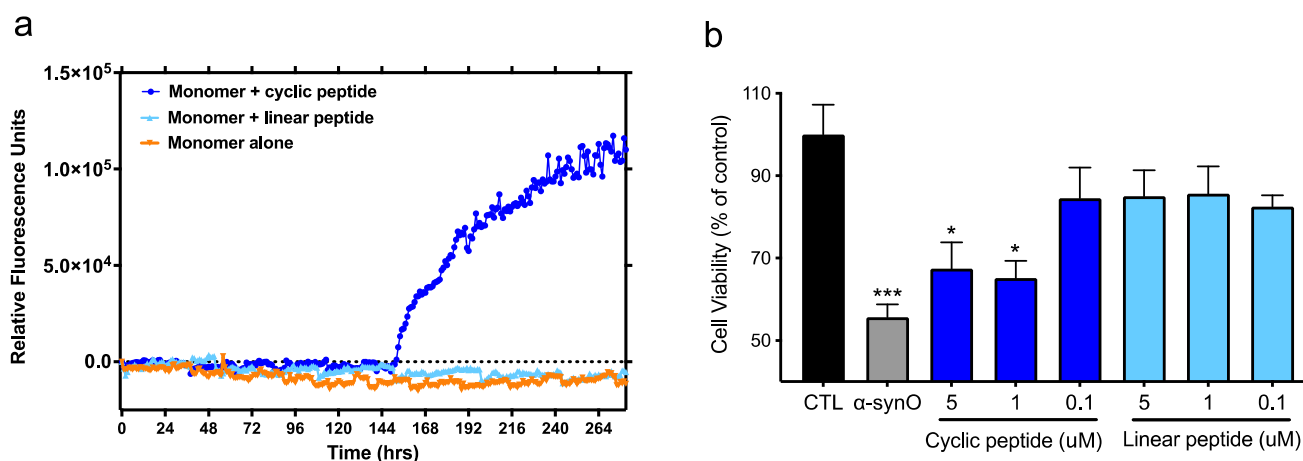 a
1.5×10⁵
1.0×10⁵
5.0×10⁴
0.0
Relative Fluorescence Units
Monomer + cyclic peptide
Monomer + linear peptide
Monomer alone
0 24 48 72 96 120 144 168 192 216 240 264
Time (hrs)
b
110
90
70
50
Cell Viability (% of control)
***
*
*
CTL α-synO 5 1 0.1 5 1 0.1
Cyclic peptide (uM) Linear peptide (uM)